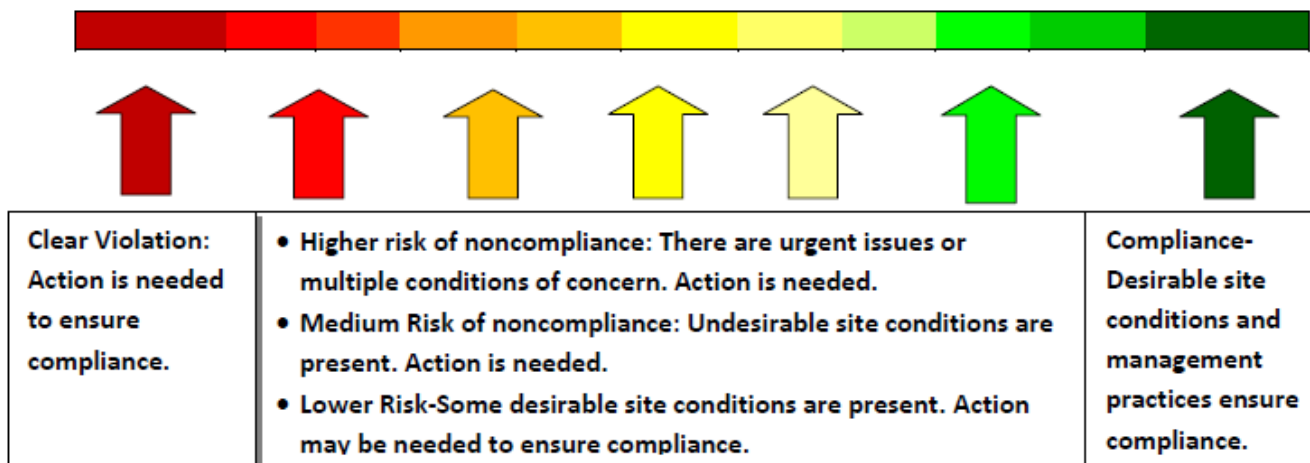 Clear Violation:
Action is needed
to ensure
compliance.
• Higher risk of noncompliance: There are urgent issues or
multiple conditions of concern. Action is needed.
• Medium Risk of noncompliance: Undesirable site conditions are
present. Action is needed.
• Lower Risk-Some desirable site conditions are present. Action
may be needed to ensure compliance.
Compliance-
Desirable site
conditions and
management
practices ensure
compliance.